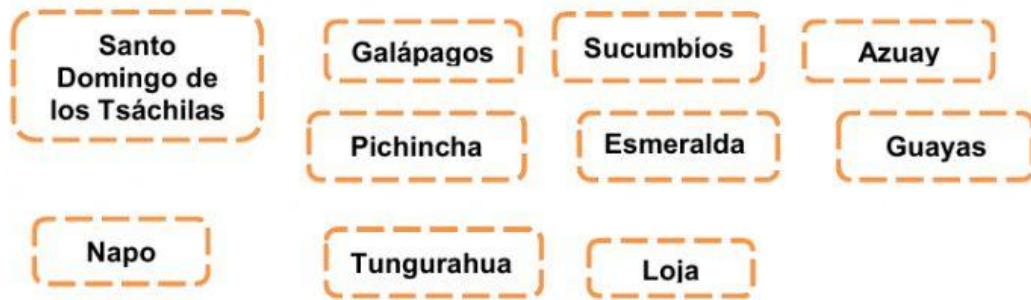 Santo
Domingo de
los Tsáchilas
Galápagos
Sucumbíos
Azuay
Pichincha
Esmeralda
Guayas
Napo
Tungurahua
Loja